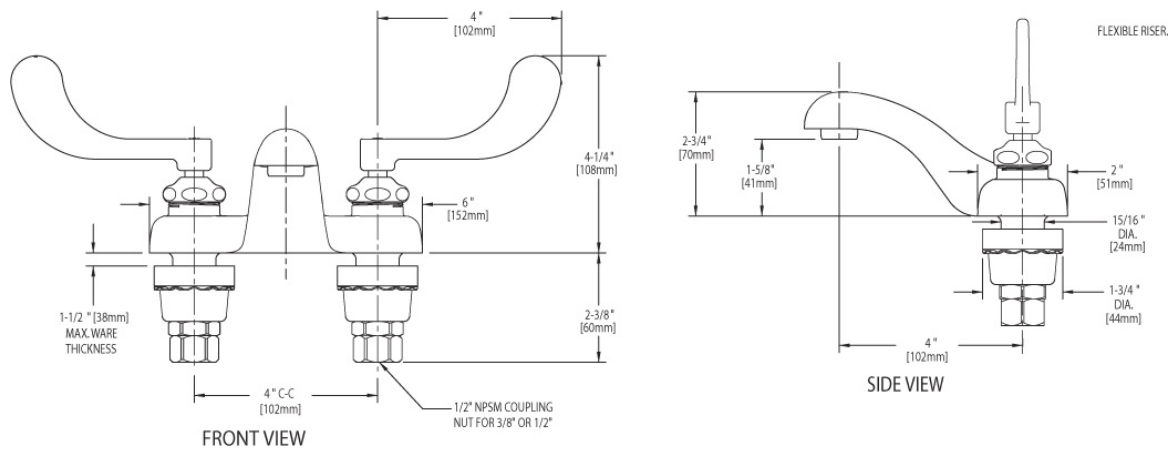 4"
[102mm]
4-1/4"
[108mm]
6"
[152mm]
1-1/2 " [38mm]
MAX. WARE
THICKNESS
2-3/8"
[60mm]
4 " C-C
[102mm]
1/2" NPSM COUPLING
NUT FOR 3/8" OR 1/2"
FRONT VIEW
FLEXIBLE RISER.
2-3/4"
[70mm]
1-5/8"
[41mm]
2 "
[51mm]
15/16 "
DIA.
[24mm]
1-3/4 "
DIA.
[44mm]
4 "
[102mm]
SIDE VIEW